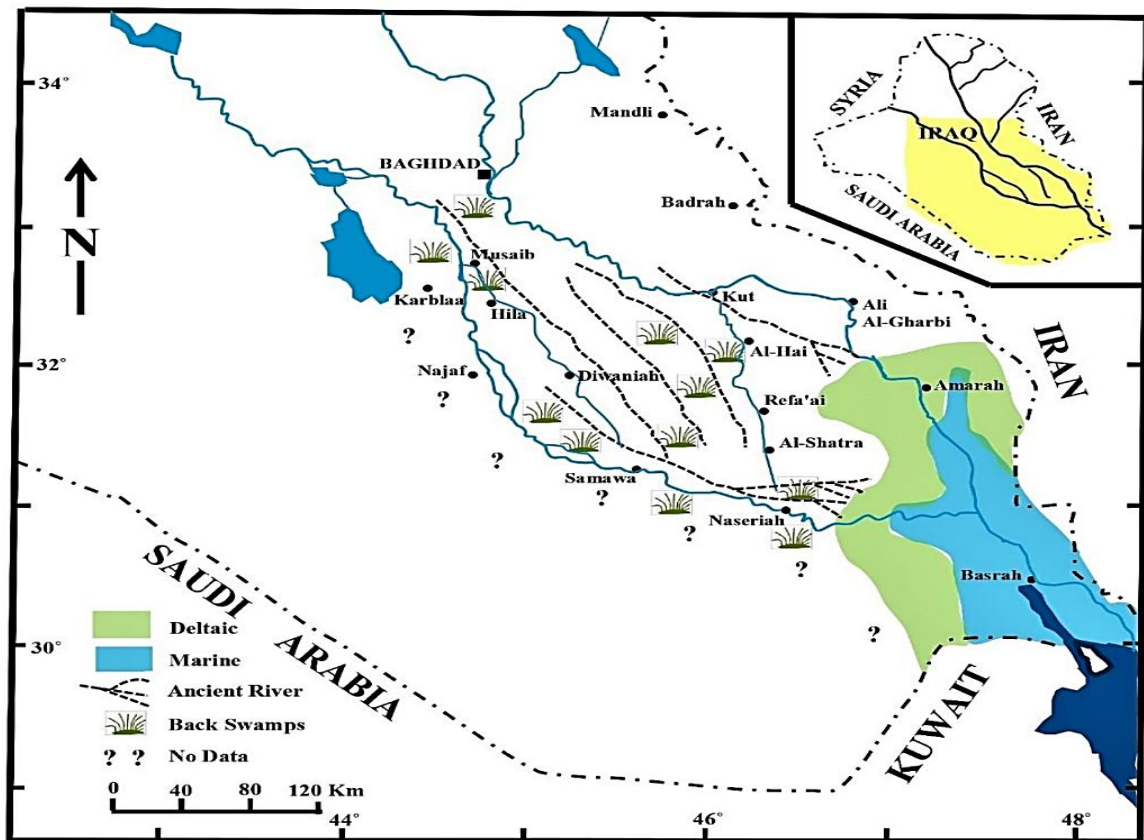 34°
32°
30°
N
Mandli
BAGHDAD
Badrah
Musaib
Karblaa
Hila
?
Najaf
?
Diwaniah
?
Samawa
?
Kut
Ali
Al-Gharbi
Al-Hai
Refa'ai
Al-Shatra
Amarah
Naseriah
?
?
Basrah
?
SYRIA
IRAQ
IRAN
SAUDI ARABIA
IRAN
KUWAIT
SAUDI
ARABIA
Deltaic
Marine
Ancient River
Back Swamps
? ? No Data
0 40 80 120 Km
44 46 48